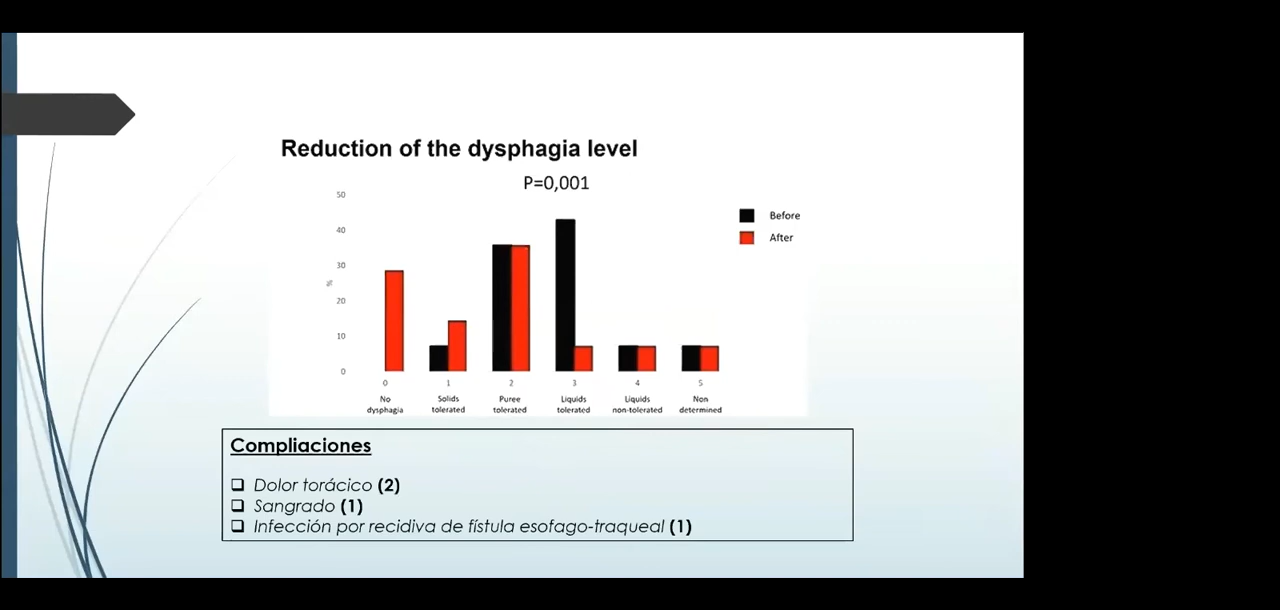 Reduction of the dysphagia level
P=0,001
50
40
30
20
10
0
%
Before
After
0 1 2 3 4 5
No Solids Puree Liquids Liquids Non
dysphagia tolerated tolerated tolerated non-tolerated determined
Compliaciones
Dolor torácico (2)
Sangrado (1)
Infección por recidiva de fístula esofago-traqueal (1)